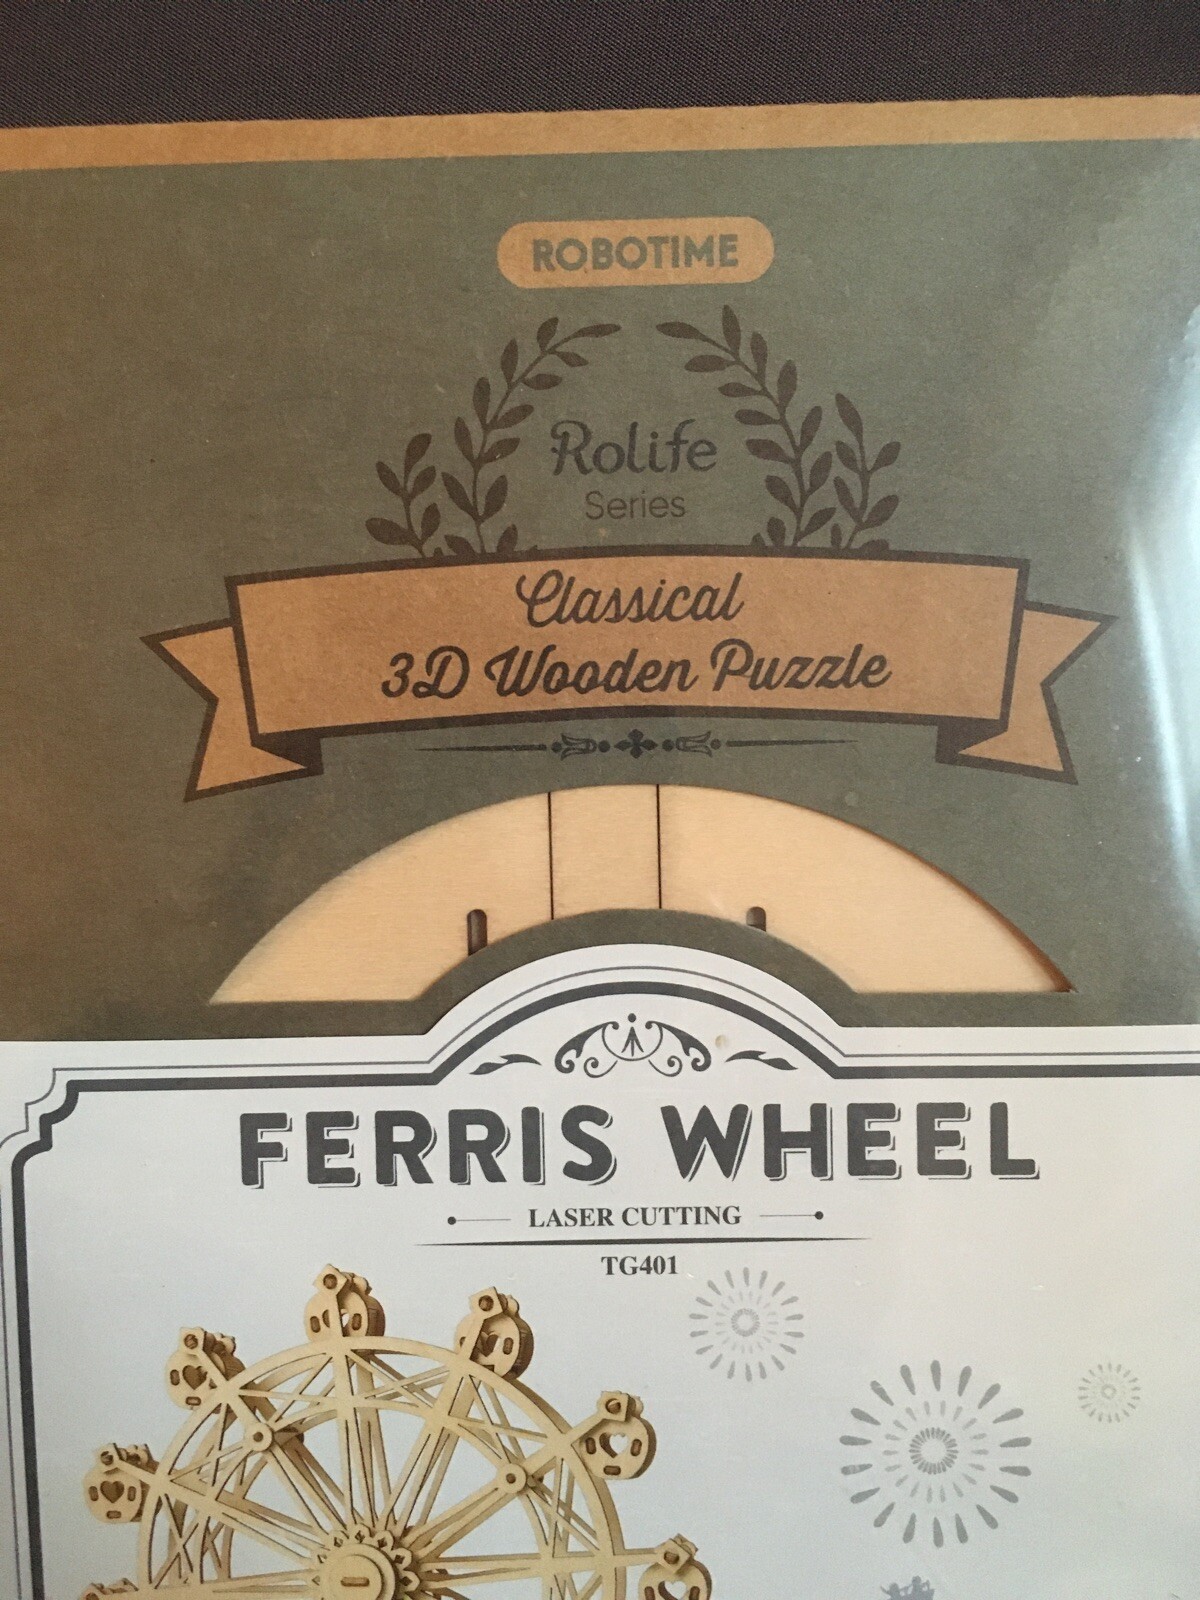 ROBOTIME
Rolife
Series
Classical
3D Wooden Puzzle
FERRIS WHEEL
LASER CUTTING
TG401